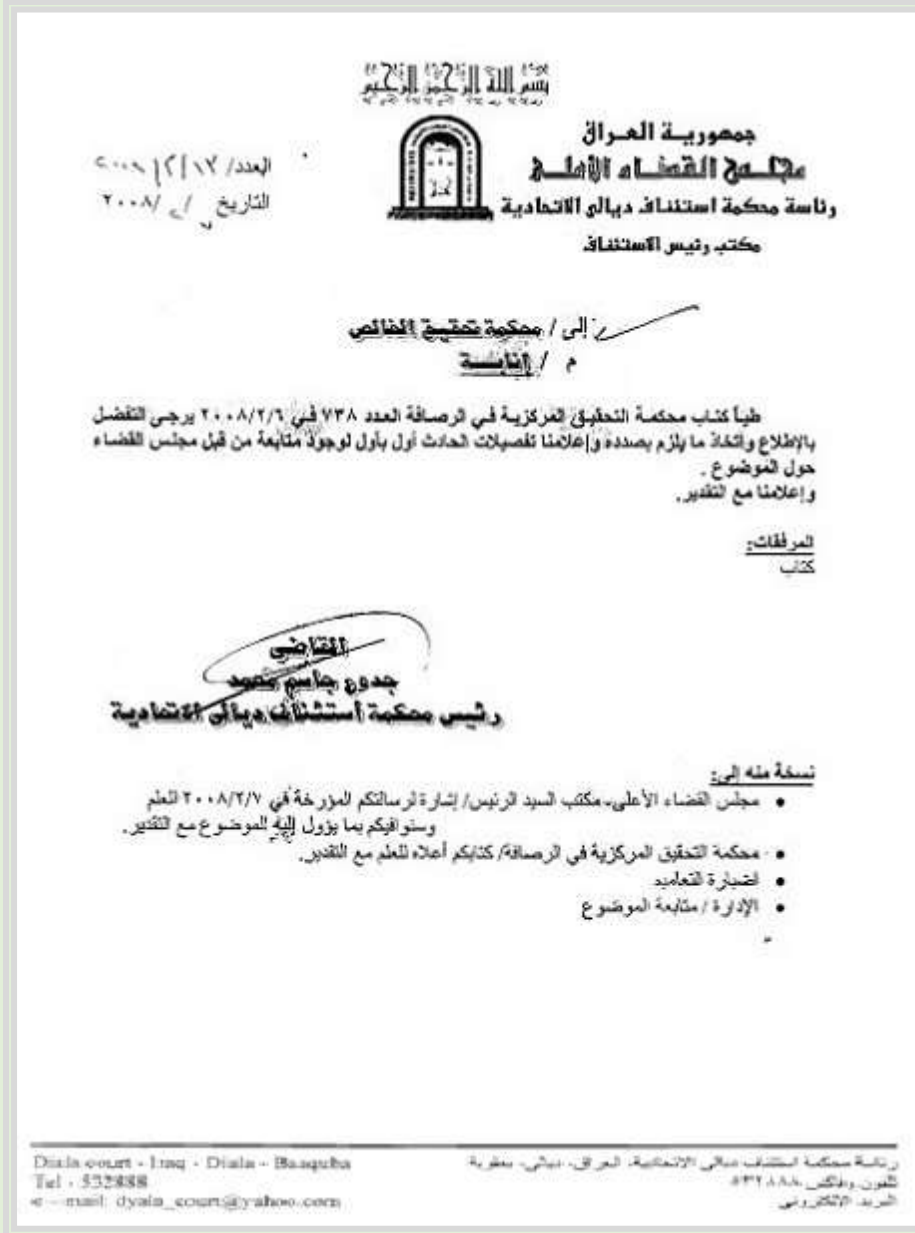 بسم الله الرحمن الرحيم
جمهورية العراق
مجلس القضاء الأعلى
رئاسة محكمة استئناف ديالى الاتحادية
مكتب رئيس الاستئناف
العدد/
التاريخ / /٢٠٠٨
إلى / محكمة تحقيق الخالص
م / إنابة
طياً كتاب محكمة التحقيق المركزية في الرصافة العدد ٧٣٨ في ٢٠٠٨/٢/٦ يرجى التفضل
بالإطلاع واتخاذ ما يلزم بصدده وإعلامنا تفصيلات الحادث أول بأول لوجود متابعة من قبل مجلس القضاء
حول الموضوع .
وإعلامنا مع التقدير.
المرفقات:
كتاب
القاضي
جدوع جاسم محمد
رئيس محكمة أستئناف ديالى الاتحادية
نسخة منه إلى:
• مجلس القضاء الأعلى- مكتب السيد الرئيس/ إشارة لرسالتكم المؤرخة في ٢٠٠٨/٢/٧ للعلم
وسنوافيكم بما يؤول إليه الموضوع مع التقدير.
• محكمة التحقيق المركزية في الرصافة/ كتابكم أعلاه للعلم مع التقدير.
• اضبارة التعاميم
• الإدارة / متابعة الموضوع
رئاسة محكمة استئناف ديالى الاتحادية- العراق- ديالى- بعقوبة
تلفون وفاكس ٥٣٢٨٨٨
البريد الالكتروني
Diala court - Iraq - Diala - Baaquba
Tel - 532888
e - mail: dyala_court@yahoo.com